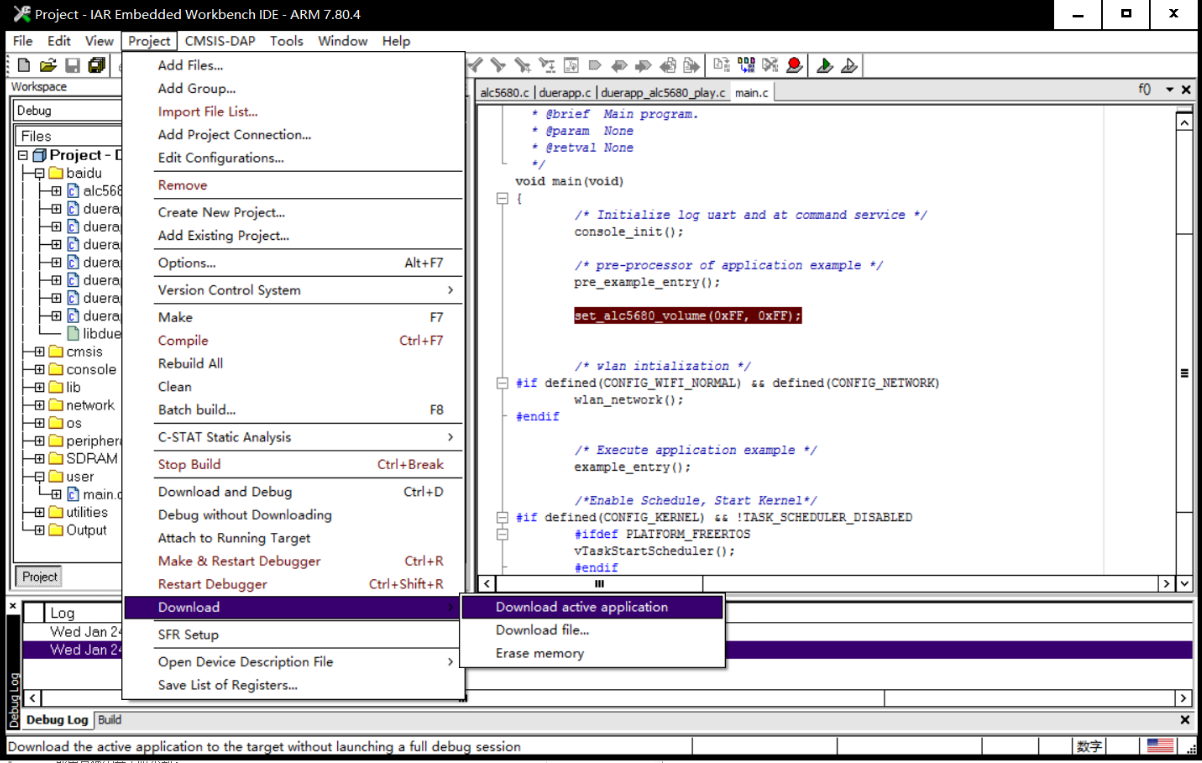 Project - IAR Embedded Workbench IDE - ARM 7.80.4
File Edit View Project CMSIS-DAP Tools Window Help
Workspace
Debug
Files
Project - D
baidu
alc568
duerap
duerap
duerap
duerap
duerap
duerap
duerap
libdue
cmsis
console
lib
network
os
periphera
SDRAM
user
main.c
utilities
Output
Project
Add Files...
Add Group...
Import File List...
Add Project Connection...
Edit Configurations...
Remove
Create New Project...
Add Existing Project...
Options... Alt+F7
Version Control System
Make F7
Compile Ctrl+F7
Rebuild All
Clean
Batch build... F8
C-STAT Static Analysis
Stop Build Ctrl+Break
Download and Debug Ctrl+D
Debug without Downloading
Attach to Running Target
Make & Restart Debugger Ctrl+R
Restart Debugger Ctrl+Shift+R
Download
SFR Setup
Open Device Description File
Save List of Registers...
Download active application
Download file...
Erase memory
alc5680.c duerapp.c duerapp_alc5680_play.c main.c f()
* @brief Main program.
* @param None
* @retval None
*/
void main(void)
{
/* Initialize log uart and at command service */
console_init();
/* pre-processor of application example */
pre_example_entry();
set_alc5680_volume(0xFF, 0xFF);
/* wlan intialization */
#if defined(CONFIG_WIFI_NORMAL) && defined(CONFIG_NETWORK)
wlan_network();
#endif
/* Execute application example */
example_entry();
/*Enable Schedule, Start Kernel*/
#if defined(CONFIG_KERNEL) && !TASK_SCHEDULER_DISABLED
#ifdef PLATFORM_FREERTOS
vTaskStartScheduler();
#endif
Log
Wed Jan 24
Wed Jan 24
Debug Log
Debug Log Build
Download the active application to the target without launching a full debug session
数字